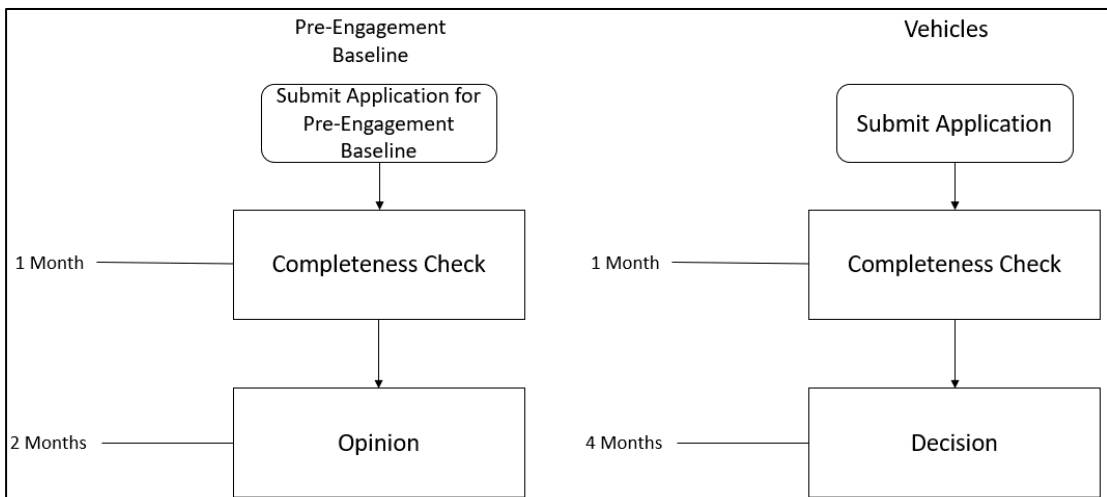 Pre-Engagement
Baseline
Submit Application for
Pre-Engagement
Baseline
1 Month
Completeness Check
2 Months
Opinion
Vehicles
Submit Application
1 Month
Completeness Check
4 Months
Decision